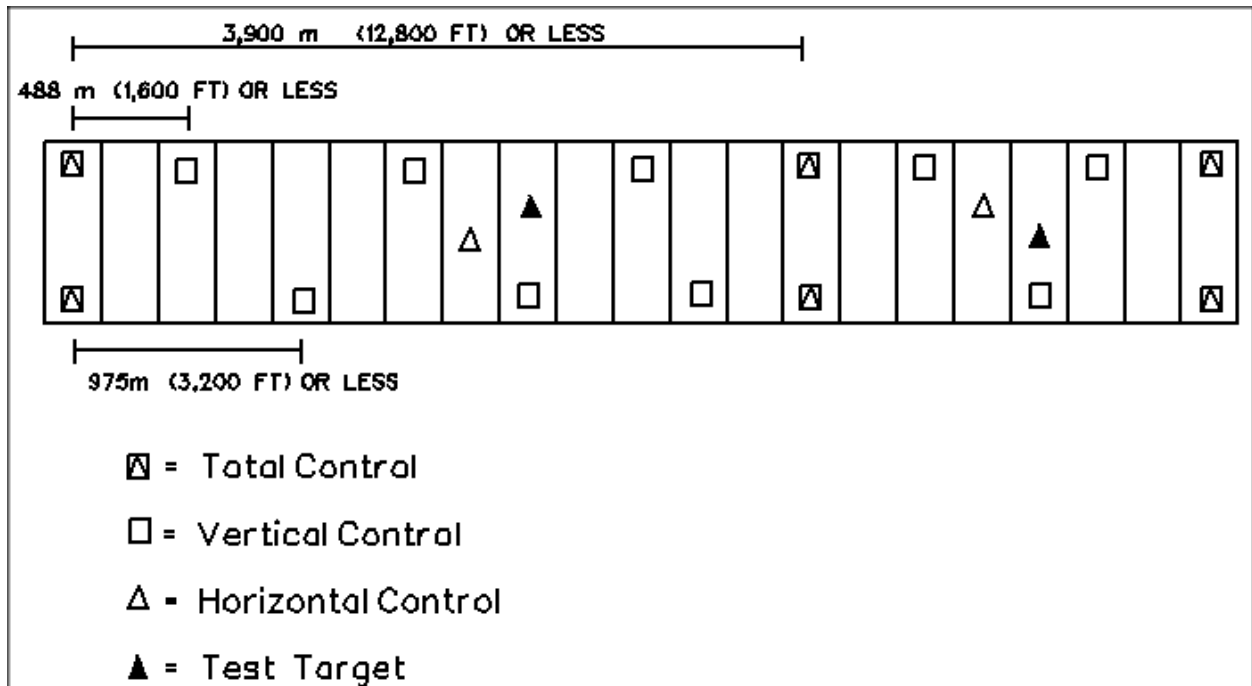 3,900 m (12,800 FT) OR LESS
488 m (1,600 FT) OR LESS
975m (3,200 FT) OR LESS
= Total Control
= Vertical Control
= Horizontal Control
= Test Target